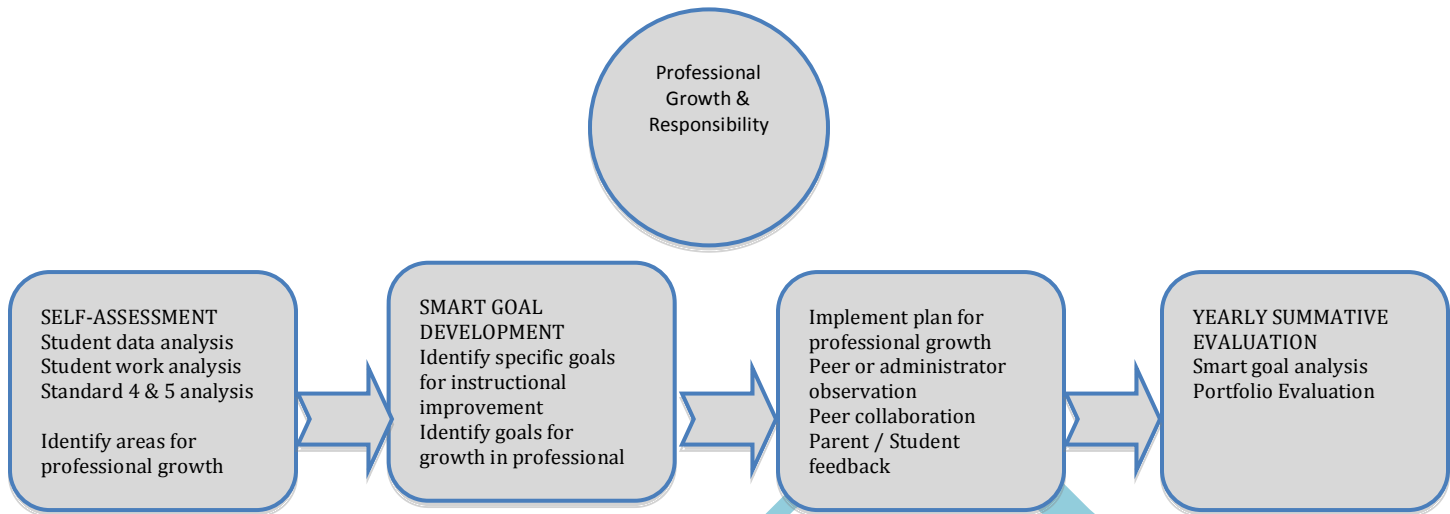 Professional
Growth &
Responsibility
SELF-ASSESSMENT
Student data analysis
Student work analysis
Standard 4 & 5 analysis
Identify areas for
professional growth
SMART GOAL
DEVELOPMENT
Identify specific goals
for instructional
improvement
Identify goals for
growth in professional
Implement plan for
professional growth
Peer or administrator
observation
Peer collaboration
Parent / Student
feedback
YEARLY SUMMATIVE
EVALUATION
Smart goal analysis
Portfolio Evaluation